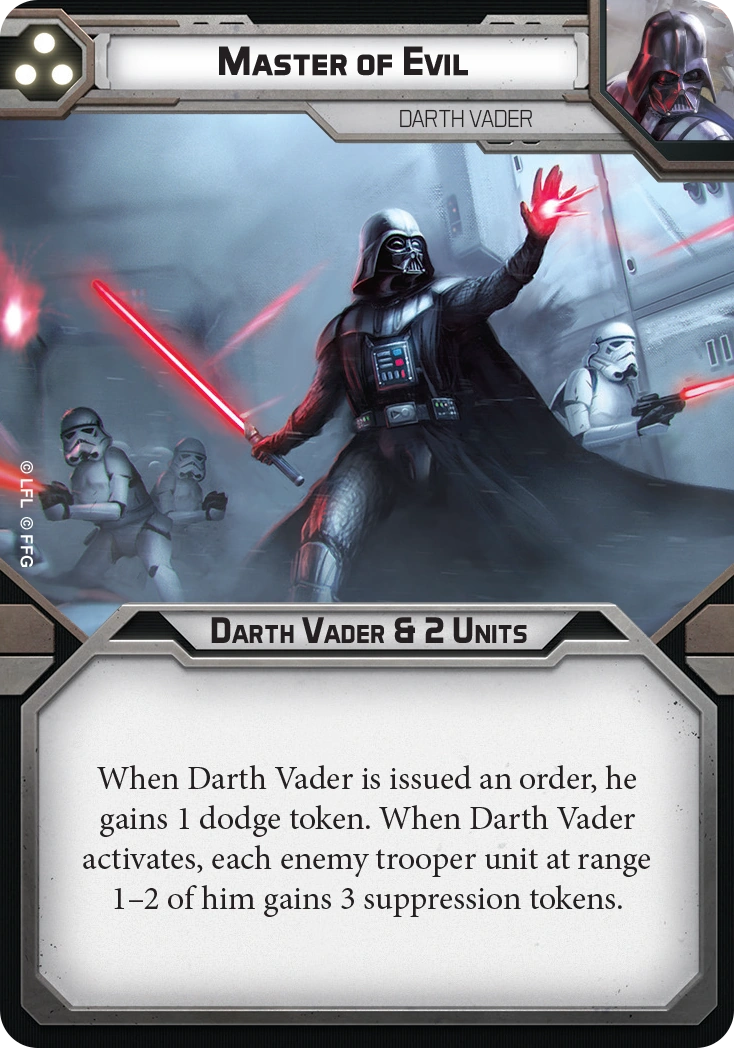 Master of Evil
DARTH VADER
© LFL © FFG
Darth Vader & 2 Units
When Darth Vader is issued an order, he
gains 1 dodge token. When Darth Vader
activates, each enemy trooper unit at range
1–2 of him gains 3 suppression tokens.